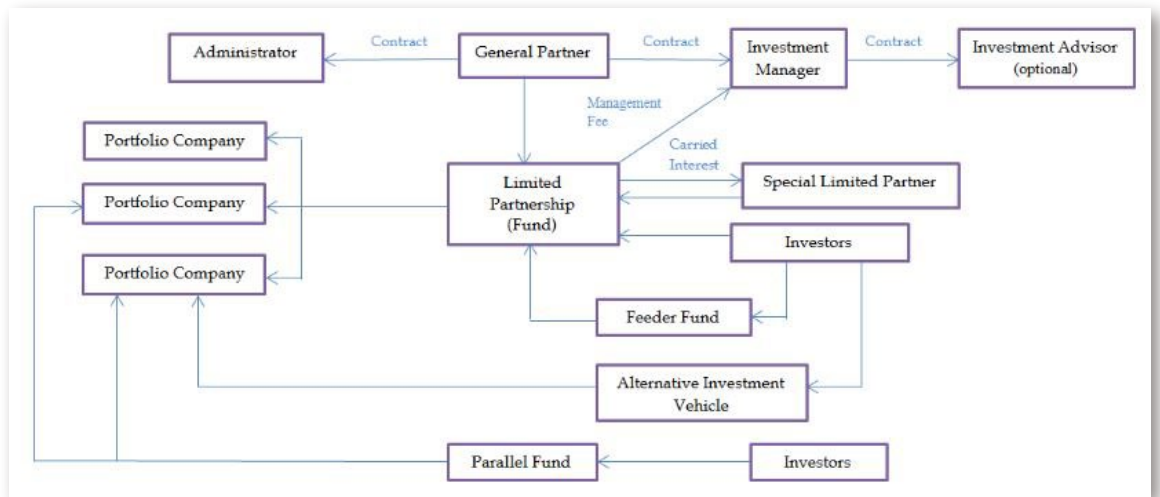 Administrator
Contract
General Partner
Contract
Investment
Manager
Contract
Investment Advisor
(optional)
Management
Fee
Portfolio Company
Carried
Interest
Limited
Partnership
(Fund)
Special Limited Partner
Portfolio Company
Investors
Portfolio Company
Feeder Fund
Alternative Investment
Vehicle
Parallel Fund
Investors